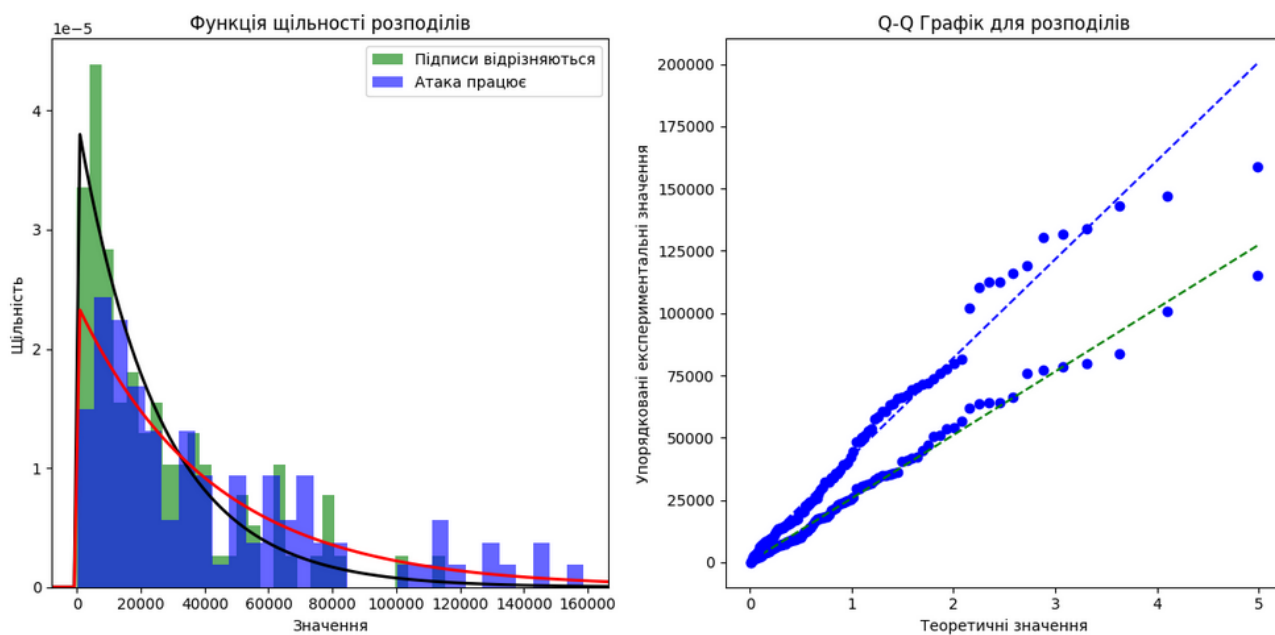 Функція щільності розподілів
1e−5
Підписи відрізняються
Атака працює
4
3
2
1
0
Щільність
0 20000 40000 60000 80000 100000 120000 140000 160000
Значення
Q-Q Графік для розподілів
200000
175000
150000
125000
100000
75000
50000
25000
0
Упорядковані експериментальні значення
0 1 2 3 4 5
Теоретичні значення